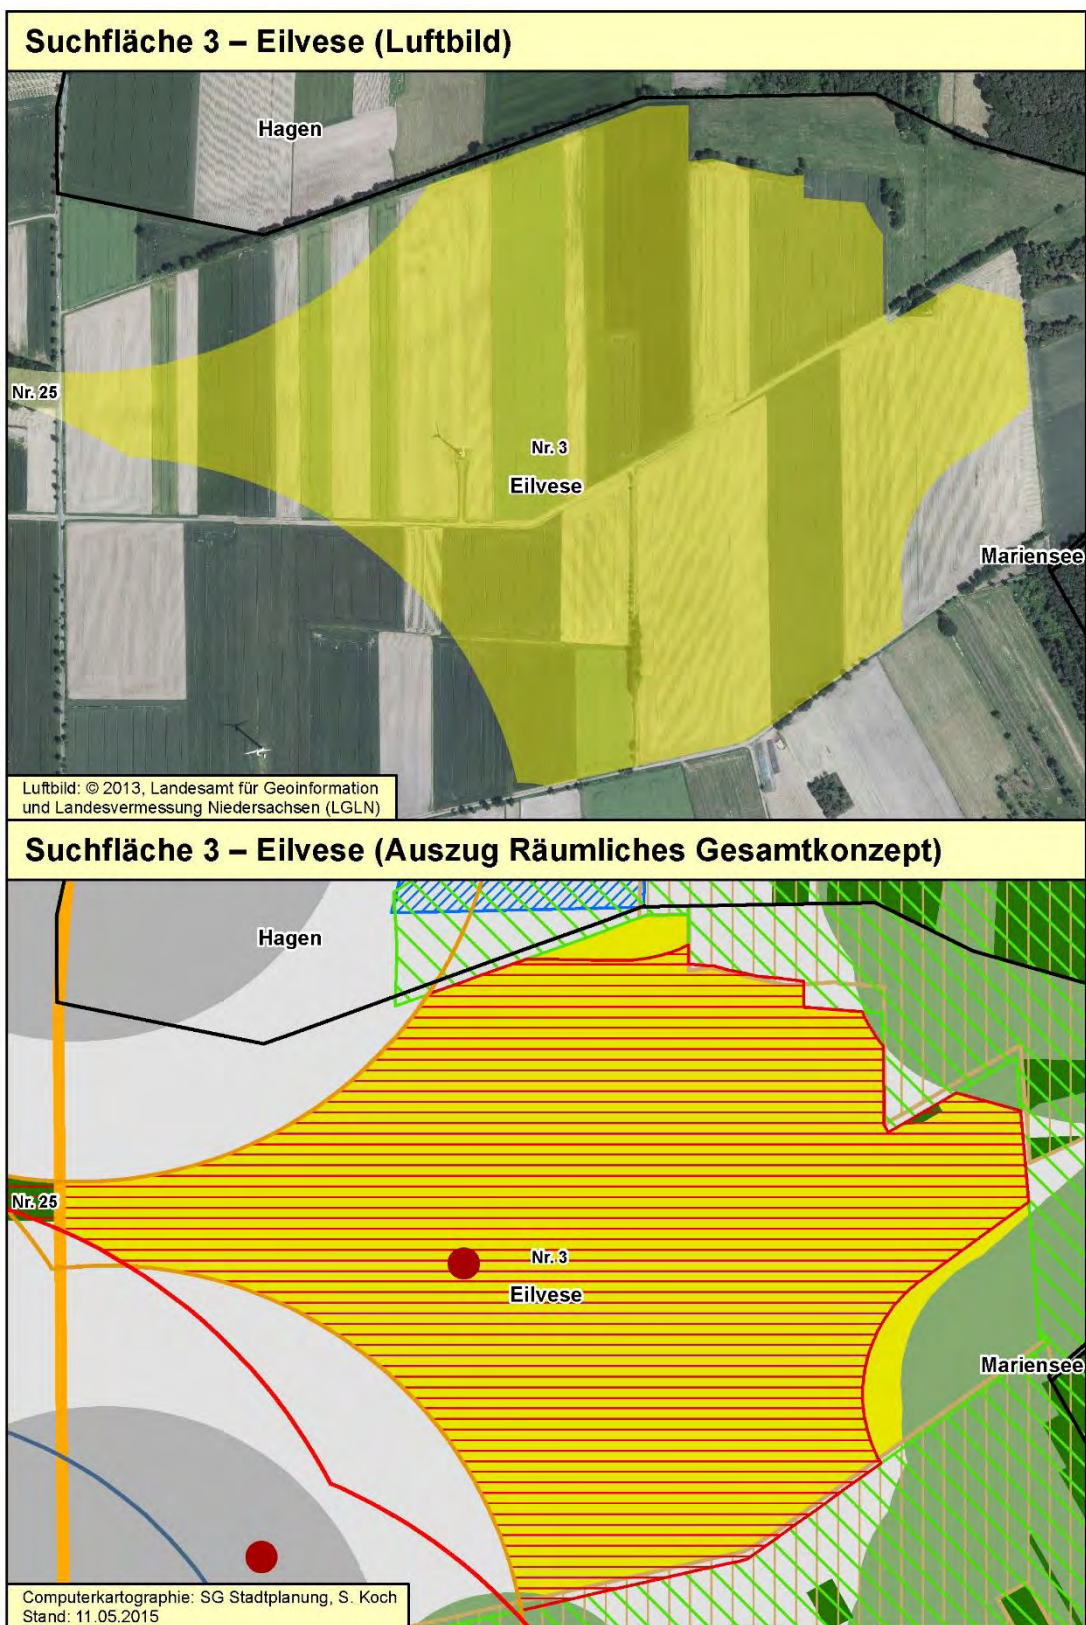 Suchfläche 3 – Eilvese (Luftbild)
Hagen
Nr. 25
Nr. 3
Eilvese
Mariensee
Luftbild: © 2013, Landesamt für Geoinformation
und Landesvermessung Niedersachsen (LGLN)
Suchfläche 3 – Eilvese (Auszug Räumliches Gesamtkonzept)
Hagen
Nr. 25
Nr. 3
Eilvese
Mariensee
Computerkartographie: SG Stadtplanung, S. Koch
Stand: 11.05.2015